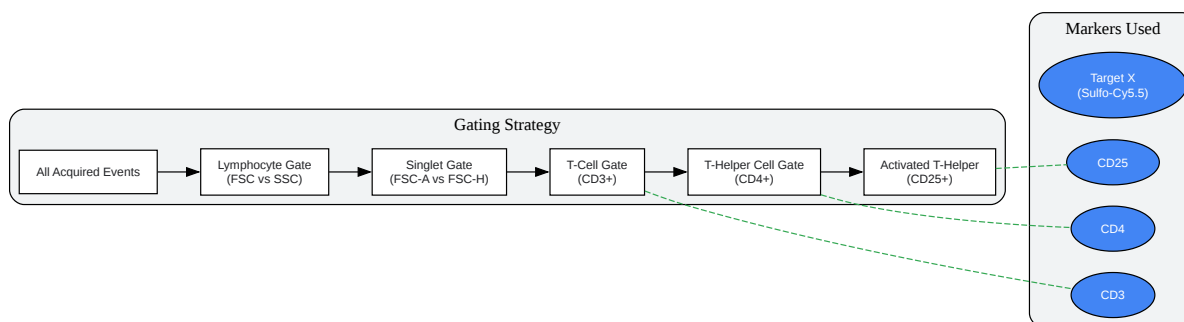 Gating Strategy
All Acquired Events
Lymphocyte Gate
(FSC vs SSC)
Singlet Gate
(FSC-A vs FSC-H)
T-Cell Gate
(CD3+)
T-Helper Cell Gate
(CD4+)
Activated T-Helper
(CD25+)
Markers Used
Target X
(Sulfo-Cy5.5)
CD25
CD4
CD3